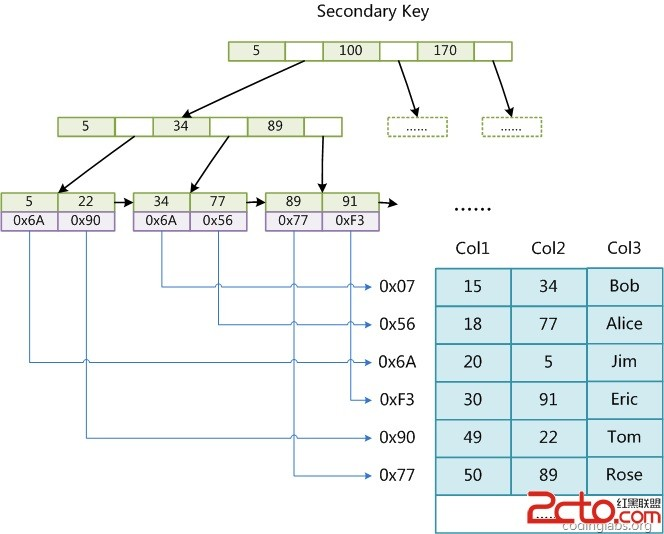 Secondary Key
5 100 170
5 34 89
...... ......
5 22 34 77 89 91
0x6A 0x90 0x6A 0x56 0x77 0xF3
......
Col1 Col2 Col3
0x07 15 34 Bob
0x56 18 77 Alice
0x6A 20 5 Jim
0xF3 30 91 Eric
0x90 49 22 Tom
0x77 50 89 Rose
......
2cto.com 红黑联盟
codinglabs.org